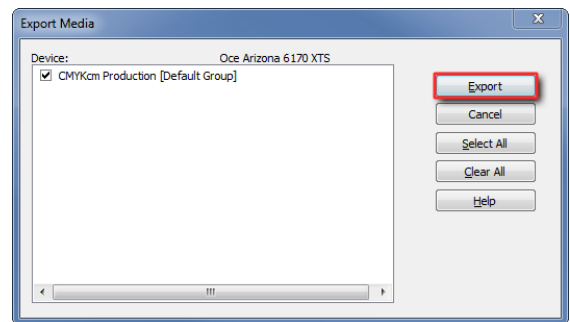 Export Media
Device: Oce Arizona 6170 XTS
CMYKcm Production [Default Group]
Export
Cancel
Select All
Clear All
Help